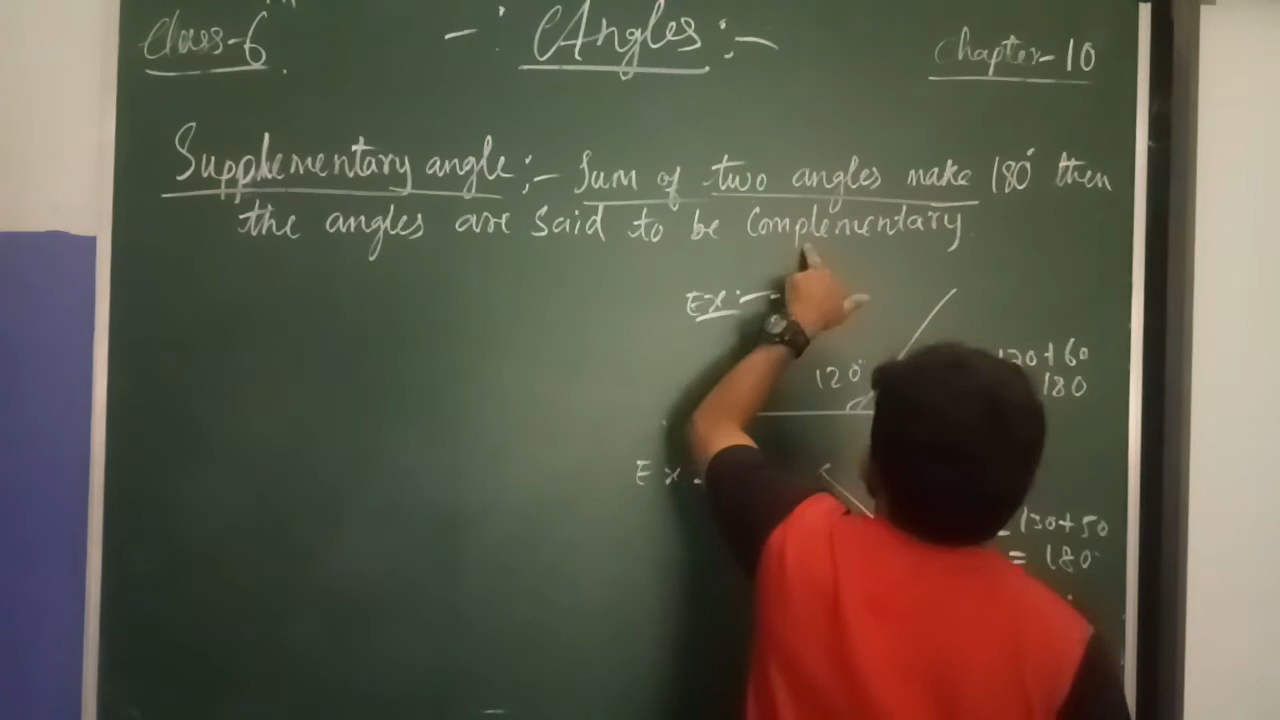 Class-6
-: Angles :-
Chapter-10
Supplementary angle :- Sum of two angles make 180° then
the angles are said to be Complementary
Ex:-
120°
120+60
180
Ex
130+50
= 180